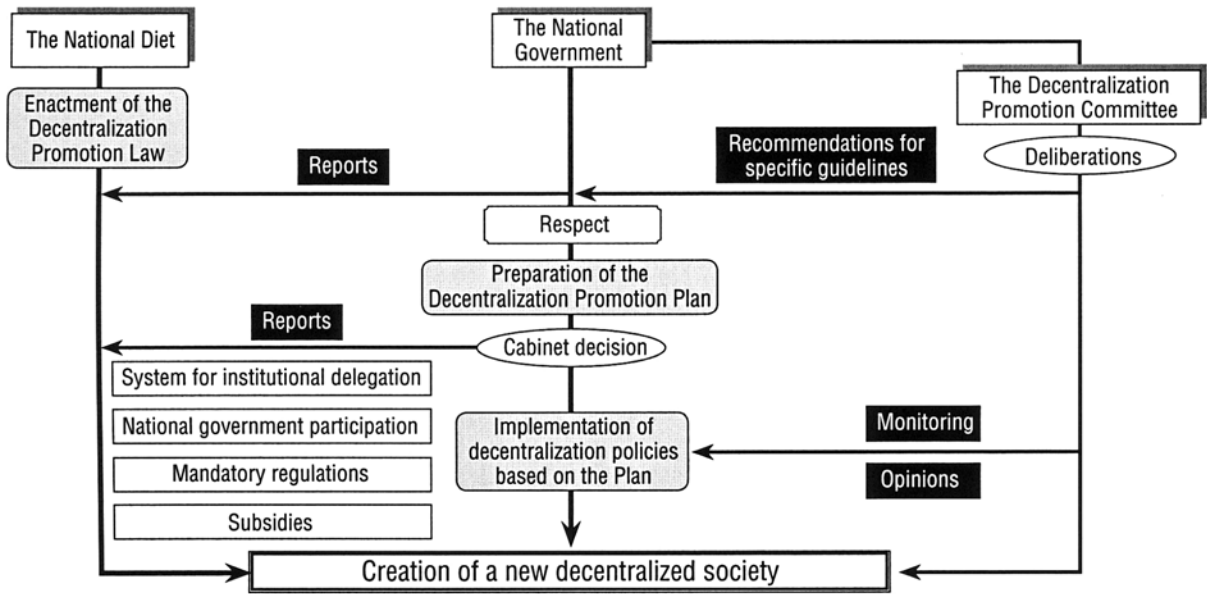 The National Diet
The National
Government
The Decentralization
Promotion Committee
Enactment of the
Decentralization
Promotion Law
Deliberations
Reports
Recommendations for
specific guidelines
Respect
Preparation of the
Decentralization Promotion Plan
Reports
Cabinet decision
System for institutional delegation
National government participation
Mandatory regulations
Subsidies
Implementation of
decentralization policies
based on the Plan
Monitoring
Opinions
Creation of a new decentralized society